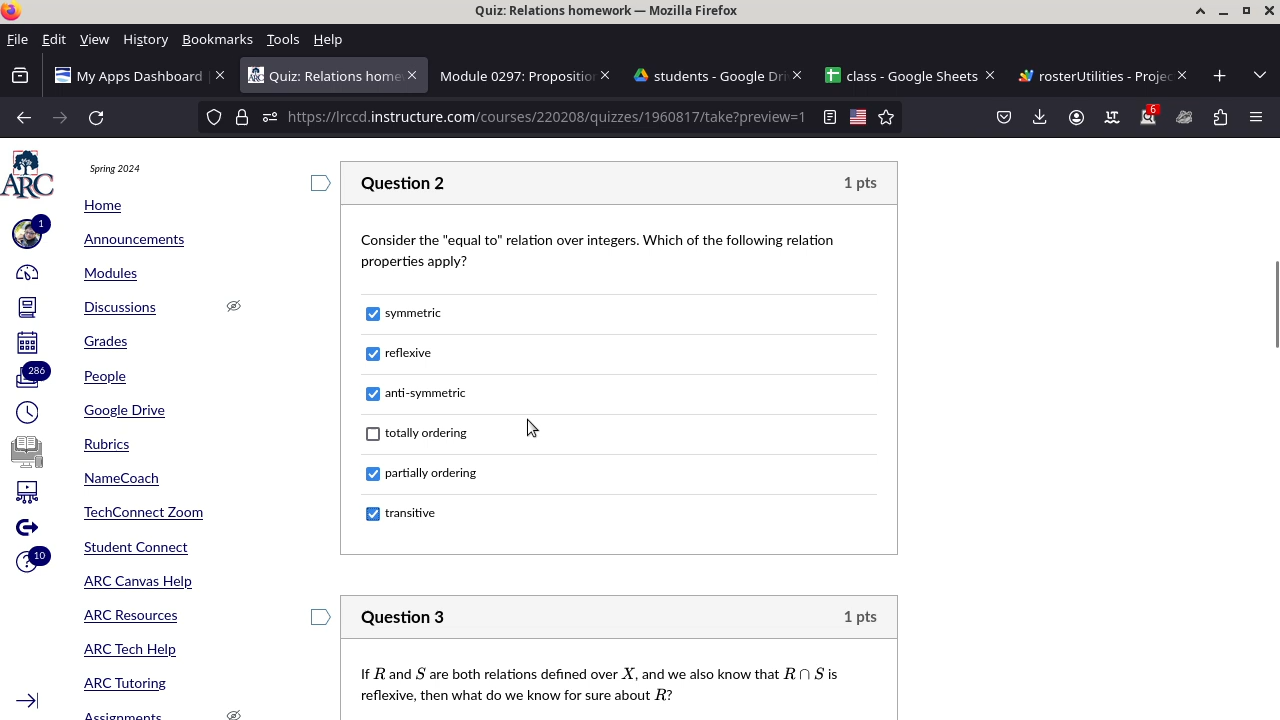 Quiz: Relations homework — Mozilla Firefox
File Edit View History Bookmarks Tools Help
My Apps Dashboard
Quiz: Relations home
Module 0297: Propositio
students - Google Dri
class - Google Sheets
rosterUtilities - Projec
https://lrccd.instructure.com/courses/220208/quizzes/1960817/take?preview=1
6
ARC
Spring 2024
1
286
10
Home
Announcements
Modules
Discussions
Grades
People
Google Drive
Rubrics
NameCoach
TechConnect Zoom
Student Connect
ARC Canvas Help
ARC Resources
ARC Tech Help
ARC Tutoring
Assignments
Question 2
1 pts
Consider the "equal to" relation over integers. Which of the following relation
properties apply?
symmetric
reflexive
anti-symmetric
totally ordering
partially ordering
transitive
Question 3
1 pts
If R and S are both relations defined over X, and we also know that R ∩ S is
reflexive, then what do we know for sure about R?